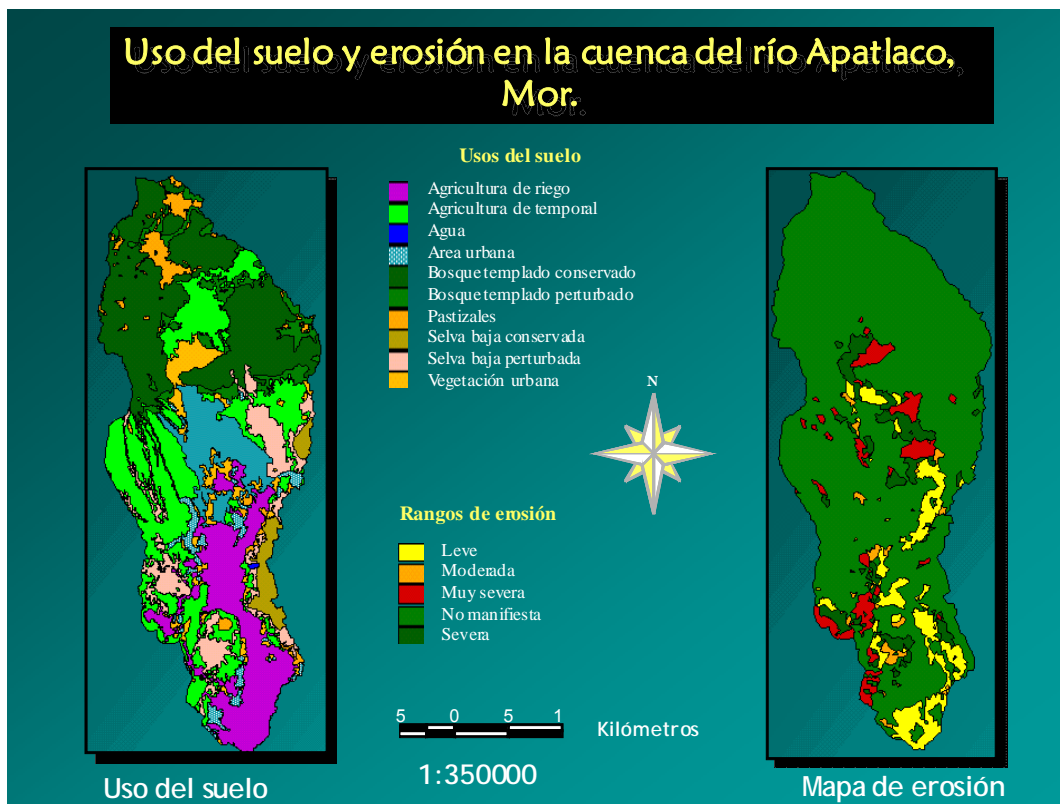 Uso del suelo y erosión en la cuenca del río Apatlaco,
Mor.
Usos del suelo
Agricultura de riego
Agricultura de temporal
Agua
Area urbana
Bosque templado conservado
Bosque templado perturbado
Pastizales
Selva baja conservada
Selva baja perturbada
Vegetación urbana
N
Rangos de erosión
Leve
Moderada
Muy severa
No manifiesta
Severa
5 0 5 1
Kilómetros
1:350000
Uso del suelo
Mapa de erosión